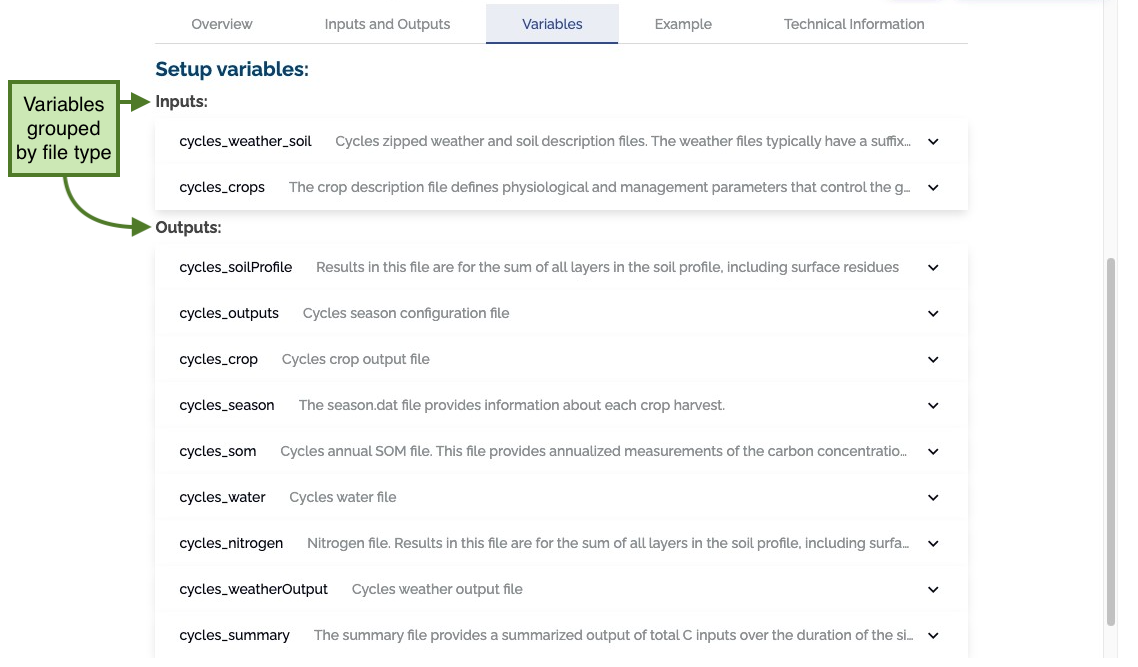 Overview Inputs and Outputs Variables Example Technical Information
Setup variables:
Variables
grouped
by file type
Inputs:
cycles_weather_soil Cycles zipped weather and soil description files. The weather files typically have a suffix...
cycles_crops The crop description file defines physiological and management parameters that control the g...
Outputs:
cycles_soilProfile Results in this file are for the sum of all layers in the soil profile, including surface residues
cycles_outputs Cycles season configuration file
cycles_crop Cycles crop output file
cycles_season The season.dat file provides information about each crop harvest.
cycles_som Cycles annual SOM file. This file provides annualized measurements of the carbon concentratio...
cycles_water Cycles water file
cycles_nitrogen Nitrogen file. Results in this file are for the sum of all layers in the soil profile, including surfa...
cycles_weatherOutput Cycles weather output file
cycles_summary The summary file provides a summarized output of total C inputs over the duration of the si...